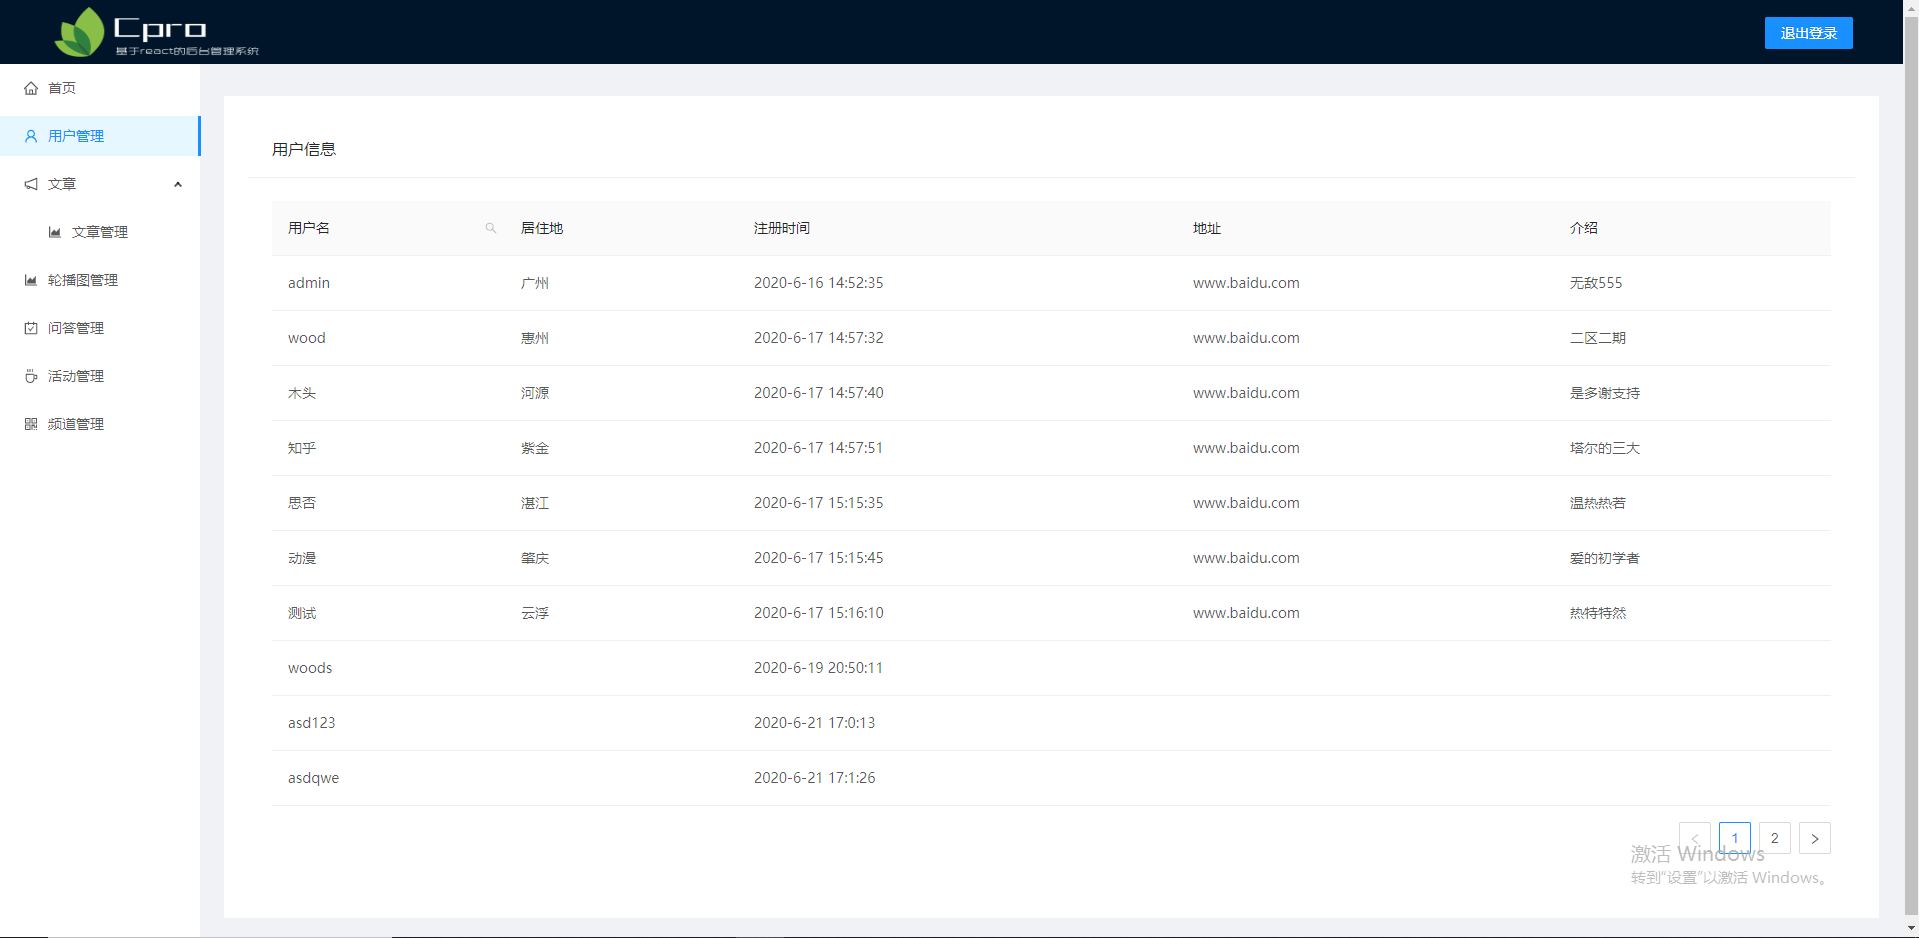 Cpro
基于react的后台管理系统
退出登录
首页
用户管理
文章
文章管理
轮播图管理
问答管理
活动管理
频道管理
用户信息
用户名 居住地 注册时间 地址 介绍
admin 广州 2020-6-16 14:52:35 www.baidu.com 无敌555
wood 惠州 2020-6-17 14:57:32 www.baidu.com 二区二期
木头 河源 2020-6-17 14:57:40 www.baidu.com 是多谢支持
知乎 紫金 2020-6-17 14:57:51 www.baidu.com 塔尔的三大
思否 湛江 2020-6-17 15:15:35 www.baidu.com 温热热若
动漫 肇庆 2020-6-17 15:15:45 www.baidu.com 爱的初学者
测试 云浮 2020-6-17 15:16:10 www.baidu.com 热特特然
woods 2020-6-19 20:50:11
asd123 2020-6-21 17:0:13
asdqwe 2020-6-21 17:1:26
< 1 2 >
激活 Windows
转到“设置”以激活 Windows。